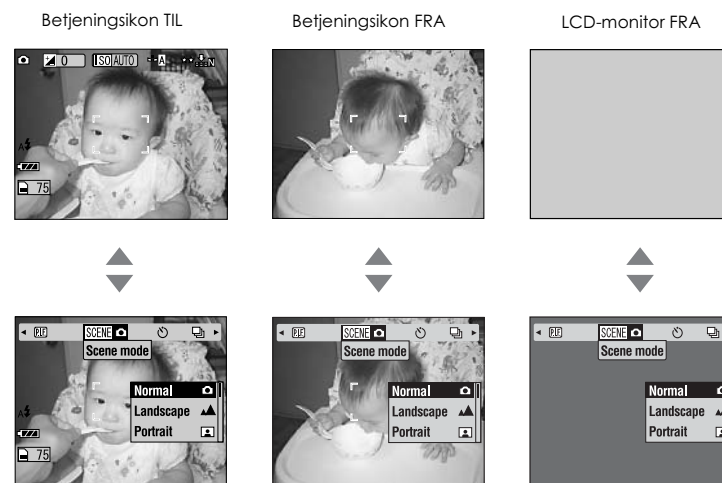 Betjeningsikon TIL
Betjeningsikon FRA
LCD-monitor FRA
0 ISO AUTO A N
A
75
P.I.F. SCENE
Scene mode
Normal
Landscape
Portrait
A
75
P.I.F. SCENE
Scene mode
Normal
Landscape
Portrait
P.I.F. SCENE
Scene mode
Normal
Landscape
Portrait